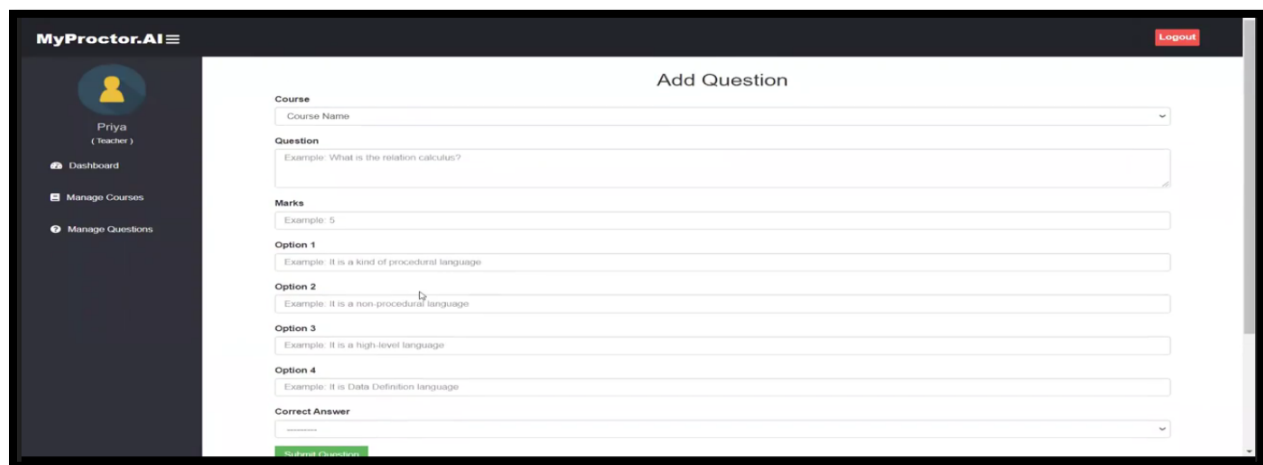 MyProctor.AI
Logout
Priya
( Teacher )
Dashboard
Manage Courses
Manage Questions
Add Question
Course
Course Name
Question
Example: What is the relation calculus?
Marks
Example: 5
Option 1
Example: It is a kind of procedural language
Option 2
Example: It is a non-procedural language
Option 3
Example: It is a high-level language
Option 4
Example: It is Data Definition language
Correct Answer
---------
Submit Question